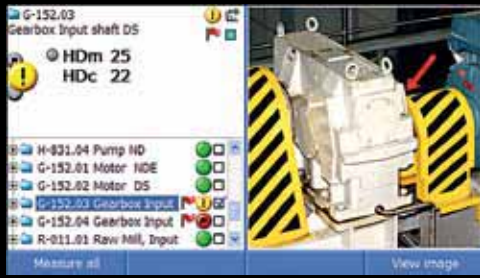 G-152.03
Gearbox Input shaft DS
HDm 25
HDc 22
H-831.04 Pump ND
G-152.01 Motor NDE
G-152.02 Motor DS
G-152.03 Gearbox Input
G-152.04 Gearbox Input
R-011.01 Raw Mill, Input
Measure all
View image